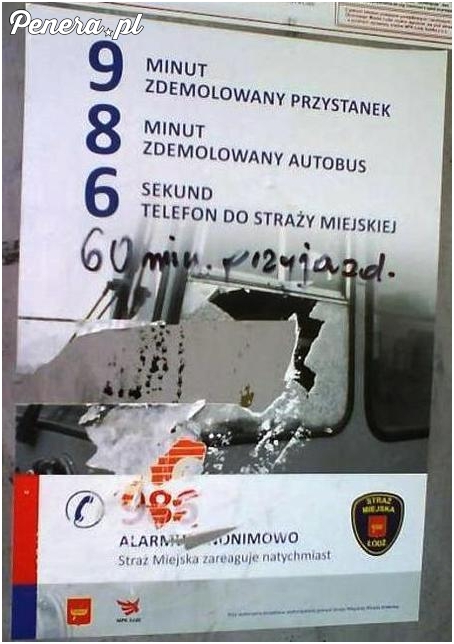 Penera.pl
9 MINUT
ZDEMOLOWANY PRZYSTANEK
8 MINUT
ZDEMOLOWANY AUTOBUS
6 SEKUND
TELEFON DO STRAŻY MIEJSKIEJ
60 min. przyjazd.
986
Straż Miejska zareaguje natychmiast
STRAŻ
MIEJSKA
ŁÓDŹ